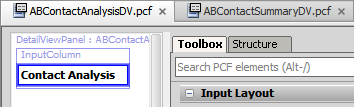 ABContactAnalysisDV.pcf
ABContactSummaryDV.pcf
DetailViewPanel : ABContactA
InputColumn
Contact Analysis
Toolbox
Structure
Search PCF elements (Alt-/)
Input Layout